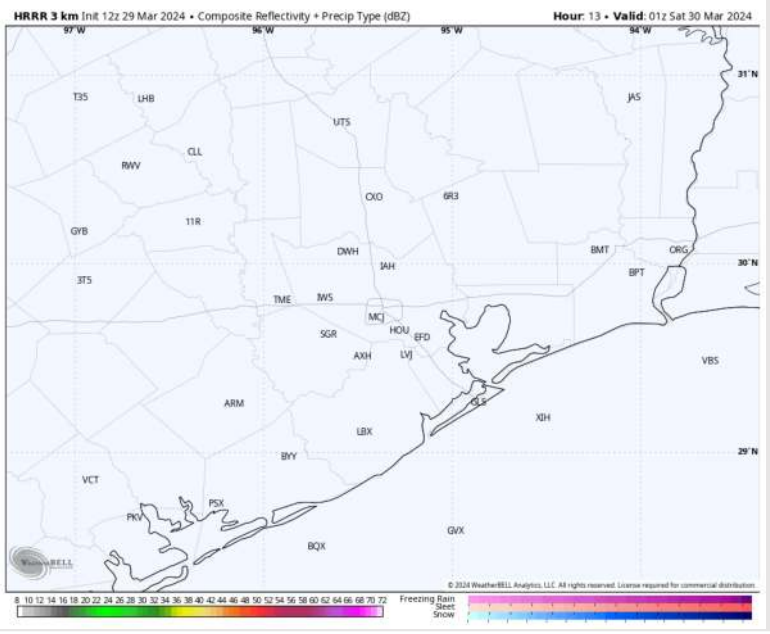 HRRR 3 km Init 12z 29 Mar 2024 • Composite Reflectivity + Precip Type (dBZ)
Hour: 13 • Valid: 01z Sat 30 Mar 2024
97°W 96°W 95°W 94°W
31°N
T35 LHB JAS
UTS
CLL
RWV
CXO 6R3
11R
GYB
DWH BMT ORG
IAH 30°N
3T5 BPT
TME IWS
MCJ
SGR HOU EFD
AXH LVJ VBS
ARM GLS
XIH
LBX
BYY 29°N
VCT
PSX
PKV
GVX
BQX
WeatherBELL
© 2024 WeatherBELL Analytics, LLC. All rights reserved. License required for commercial distribution.
8 10 12 14 16 18 20 22 24 26 28 30 32 34 36 38 40 42 44 46 48 50 52 54 56 58 60 62 64 66 68 70 72
Freezing Rain
Sleet
Snow